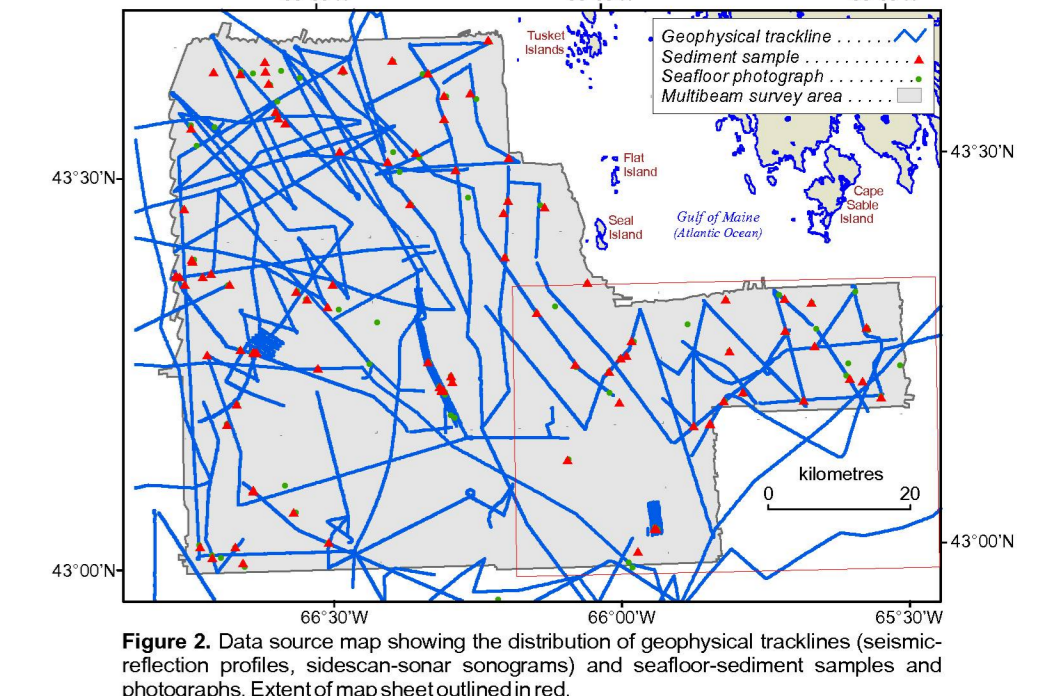 Tusket
Islands
Geophysical trackline . . . . . .
Sediment sample . . . . . . . . . . .
Seafloor photograph . . . . . . . . .
Multibeam survey area . . . . .
43°30'N
43°30'N
Flat
Island
Cape
Sable
Island
Seal
Island
Gulf of Maine
(Atlantic Ocean)
kilometres
0 20
43°00'N
43°00'N
66°30'W 66°00'W 65°30'W
Figure 2. Data source map showing the distribution of geophysical tracklines (seismic-
reflection profiles, sidescan-sonar sonograms) and seafloor-sediment samples and
photographs. Extent of map sheet outlined in red.